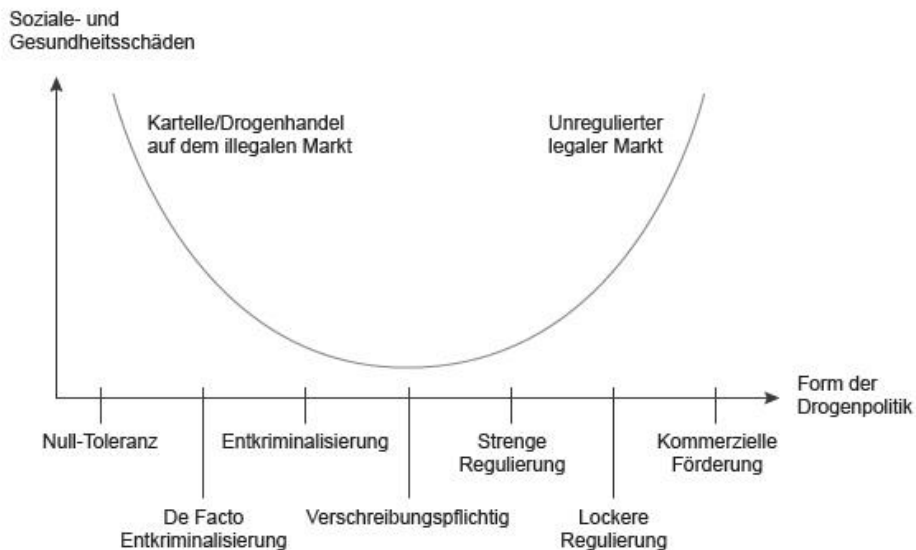 Soziale- und
Gesundheitsschäden
Kartelle/Drogenhandel
auf dem illegalen Markt
Unregulierter
legaler Markt
Form der
Drogenpolitik
Null-Toleranz
De Facto
Entkriminalisierung
Entkriminalisierung
Verschreibungspflichtig
Strenge
Regulierung
Lockere
Regulierung
Kommerzielle
Förderung